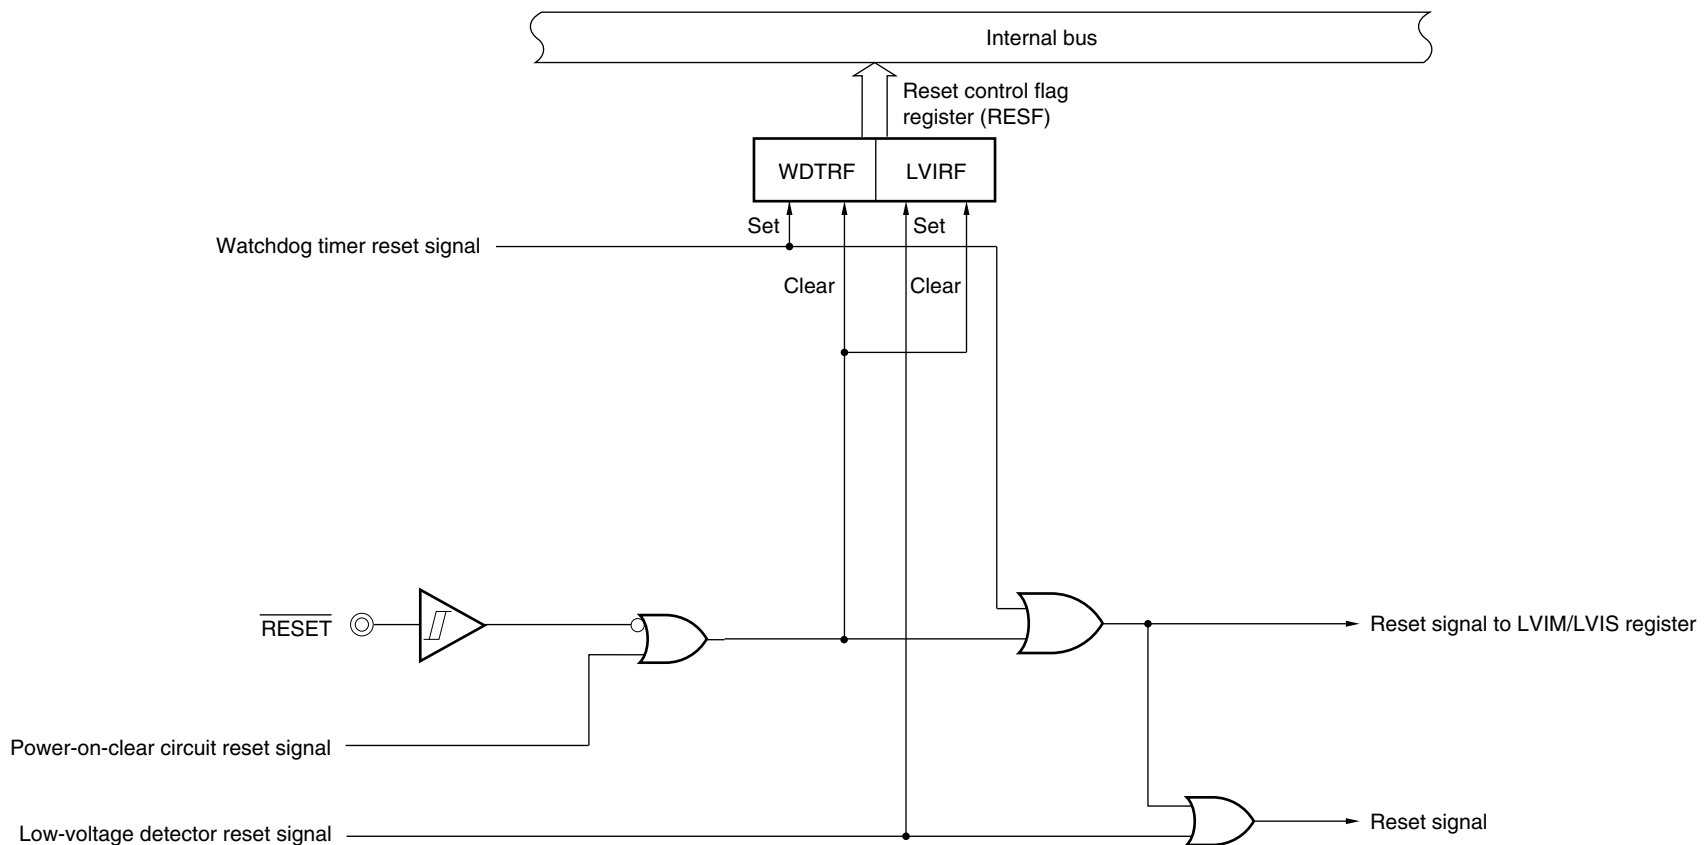 Internal bus
Reset control flag
register (RESF)
WDTRF
LVIRF
Set
Set
Watchdog timer reset signal
Clear
Clear
RESET
Reset signal to LVIM/LVIS register
Power-on-clear circuit reset signal
Low-voltage detector reset signal
Reset signal